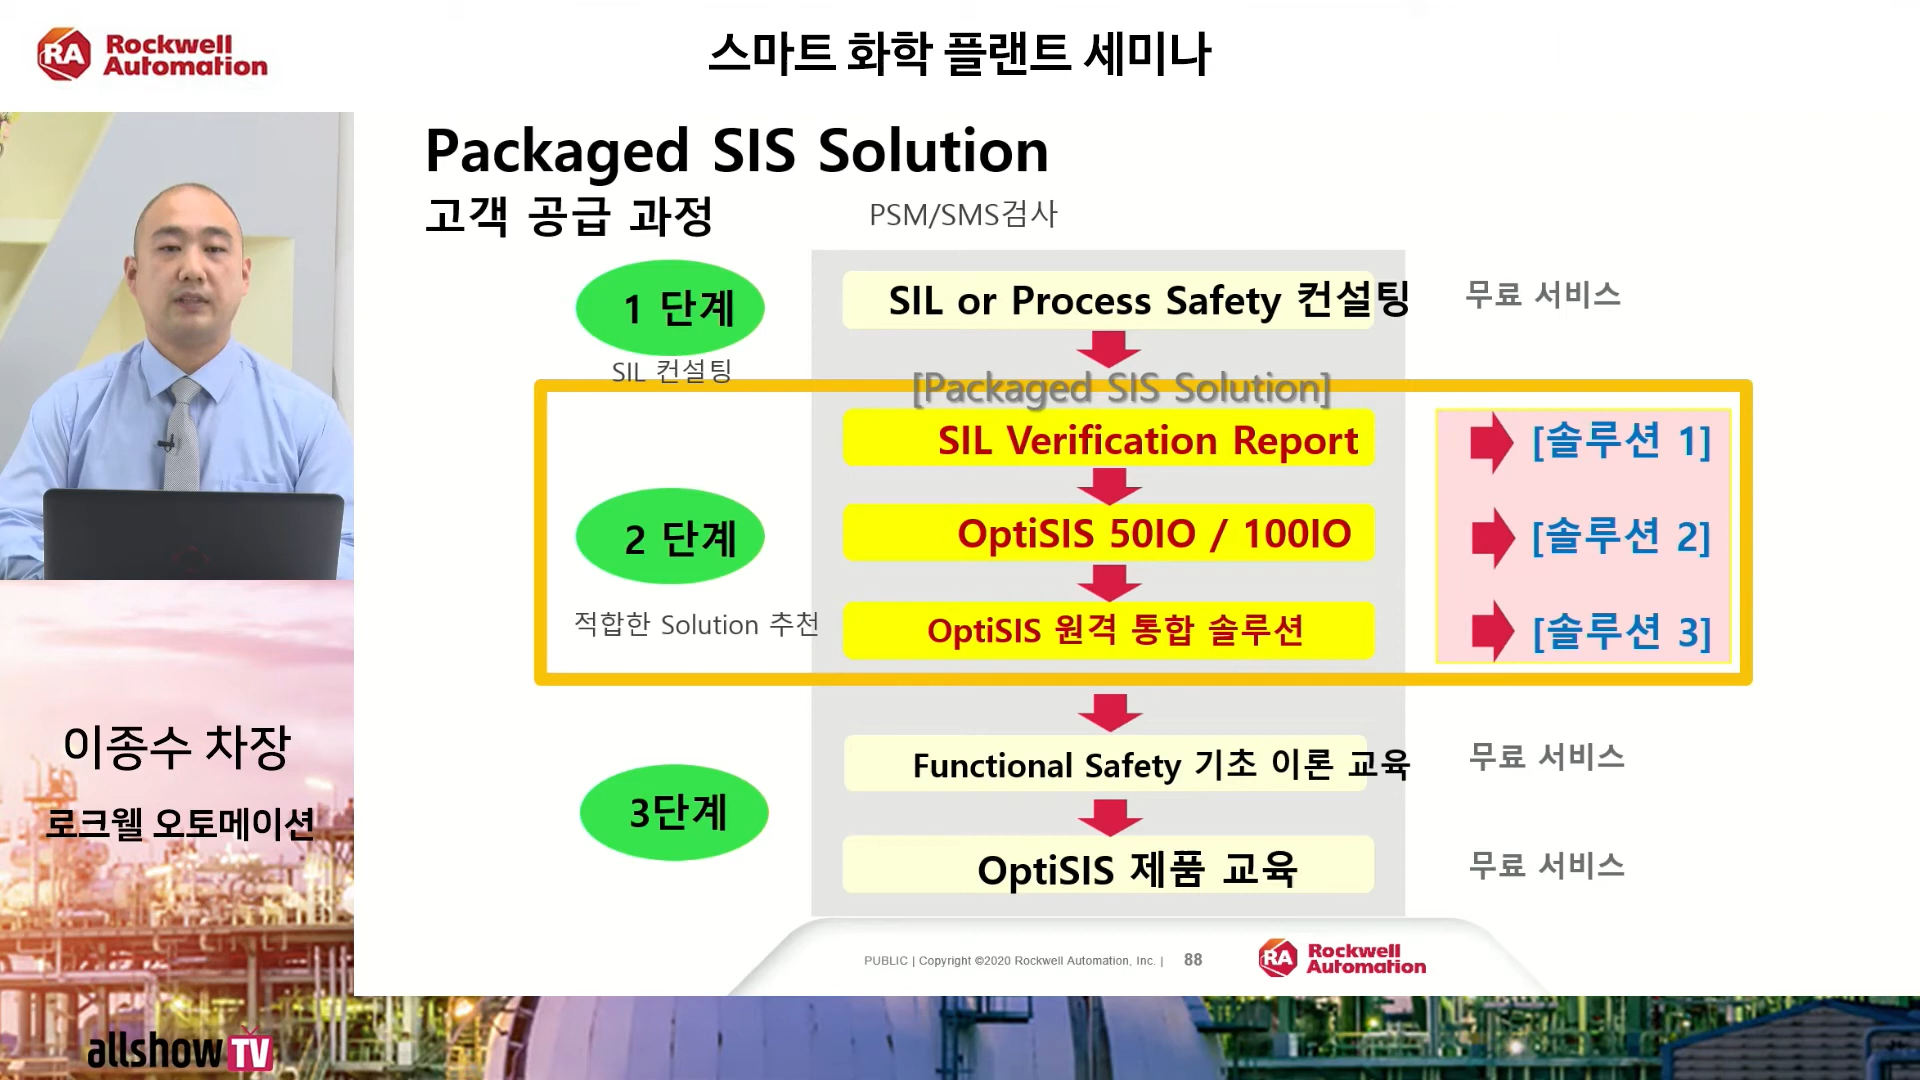 Rockwell
Automation
스마트 화학 플랜트 세미나
Packaged SIS Solution
고객 공급 과정
PSM/SMS검사
1 단계
SIL or Process Safety 컨설팅
무료 서비스
SIL 컨설팅
[Packaged SIS Solution]
SIL Verification Report
[솔루션 1]
2 단계
OptiSIS 50IO / 100IO
[솔루션 2]
적합한 Solution 추천
OptiSIS 원격 통합 솔루션
[솔루션 3]
3단계
Functional Safety 기초 이론 교육
무료 서비스
OptiSIS 제품 교육
무료 서비스
이종수 차장
로크웰 오토메이션
PUBLIC | Copyright ©2020 Rockwell Automation, Inc. | 88
RA Rockwell
Automation
allshow TV